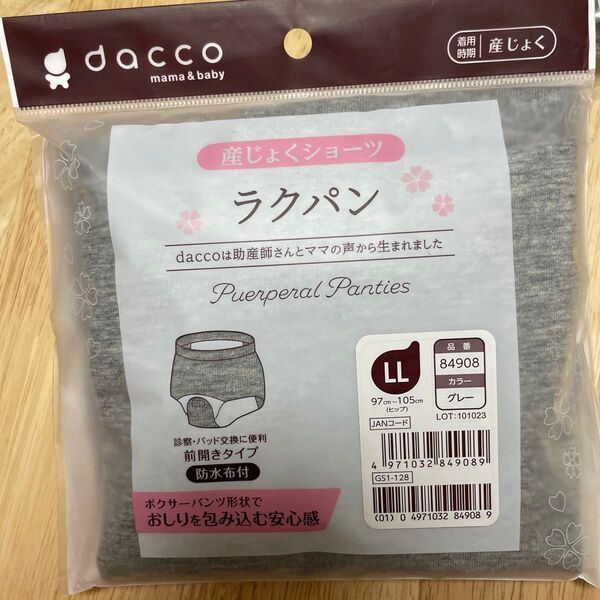 dacco
mama & baby
着用時期
産じょく
産じょくショーツ
ラクパン
daccoは助産師さんとママの声から生まれました
Puerperal Panties
診察・パッド交換に便利
前開きタイプ
防水布付
ボクサーパンツ形状で
おしりを包み込む安心感
LL
97cm~105cm
(ヒップ)
品番
84908
カラー
グレー
LOT: 101023
JANコード
4 971032 849089
GS1-128
(01) 0 4971032 84908 9